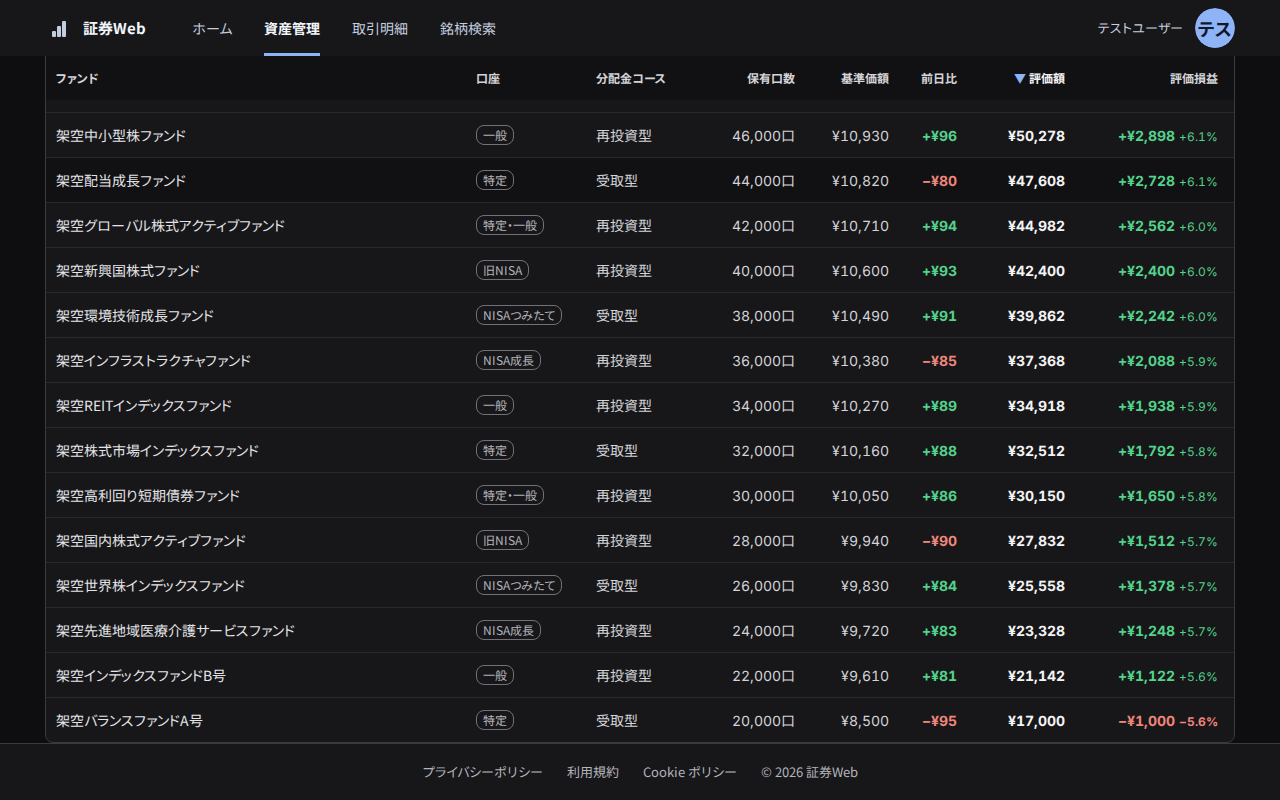 証券Web ホーム 資産管理 取引明細 銘柄検索 テストユーザー テス
ファンド 口座 分配金コース 保有口数 基準価額 前日比 ▼評価額 評価損益
架空中小型株ファンド 一般 再投資型 46,000口 ¥10,930 +¥96 ¥50,278 +¥2,898 +6.1%
架空配当成長ファンド 特定 受取型 44,000口 ¥10,820 −¥80 ¥47,608 +¥2,728 +6.1%
架空グローバル株式アクティブファンド 特定・一般 再投資型 42,000口 ¥10,710 +¥94 ¥44,982 +¥2,562 +6.0%
架空新興国株式ファンド 旧NISA 再投資型 40,000口 ¥10,600 +¥93 ¥42,400 +¥2,400 +6.0%
架空環境技術成長ファンド NISAつみたて 受取型 38,000口 ¥10,490 +¥91 ¥39,862 +¥2,242 +6.0%
架空インフラストラクチャファンド NISA成長 再投資型 36,000口 ¥10,380 −¥85 ¥37,368 +¥2,088 +5.9%
架空REITインデックスファンド 一般 再投資型 34,000口 ¥10,270 +¥89 ¥34,918 +¥1,938 +5.9%
架空株式市場インデックスファンド 特定 受取型 32,000口 ¥10,160 +¥88 ¥32,512 +¥1,792 +5.8%
架空高利回り短期債券ファンド 特定・一般 再投資型 30,000口 ¥10,050 +¥86 ¥30,150 +¥1,650 +5.8%
架空国内株式アクティブファンド 旧NISA 再投資型 28,000口 ¥9,940 −¥90 ¥27,832 +¥1,512 +5.7%
架空世界株インデックスファンド NISAつみたて 受取型 26,000口 ¥9,830 +¥84 ¥25,558 +¥1,378 +5.7%
架空先進地域医療介護サービスファンド NISA成長 再投資型 24,000口 ¥9,720 +¥83 ¥23,328 +¥1,248 +5.7%
架空インデックスファンドB号 一般 再投資型 22,000口 ¥9,610 +¥81 ¥21,142 +¥1,122 +5.6%
架空バランスファンドA号 特定 受取型 20,000口 ¥8,500 −¥95 ¥17,000 −¥1,000 −5.6%
プライバシーポリシー 利用規約 Cookie ポリシー © 2026 証券Web